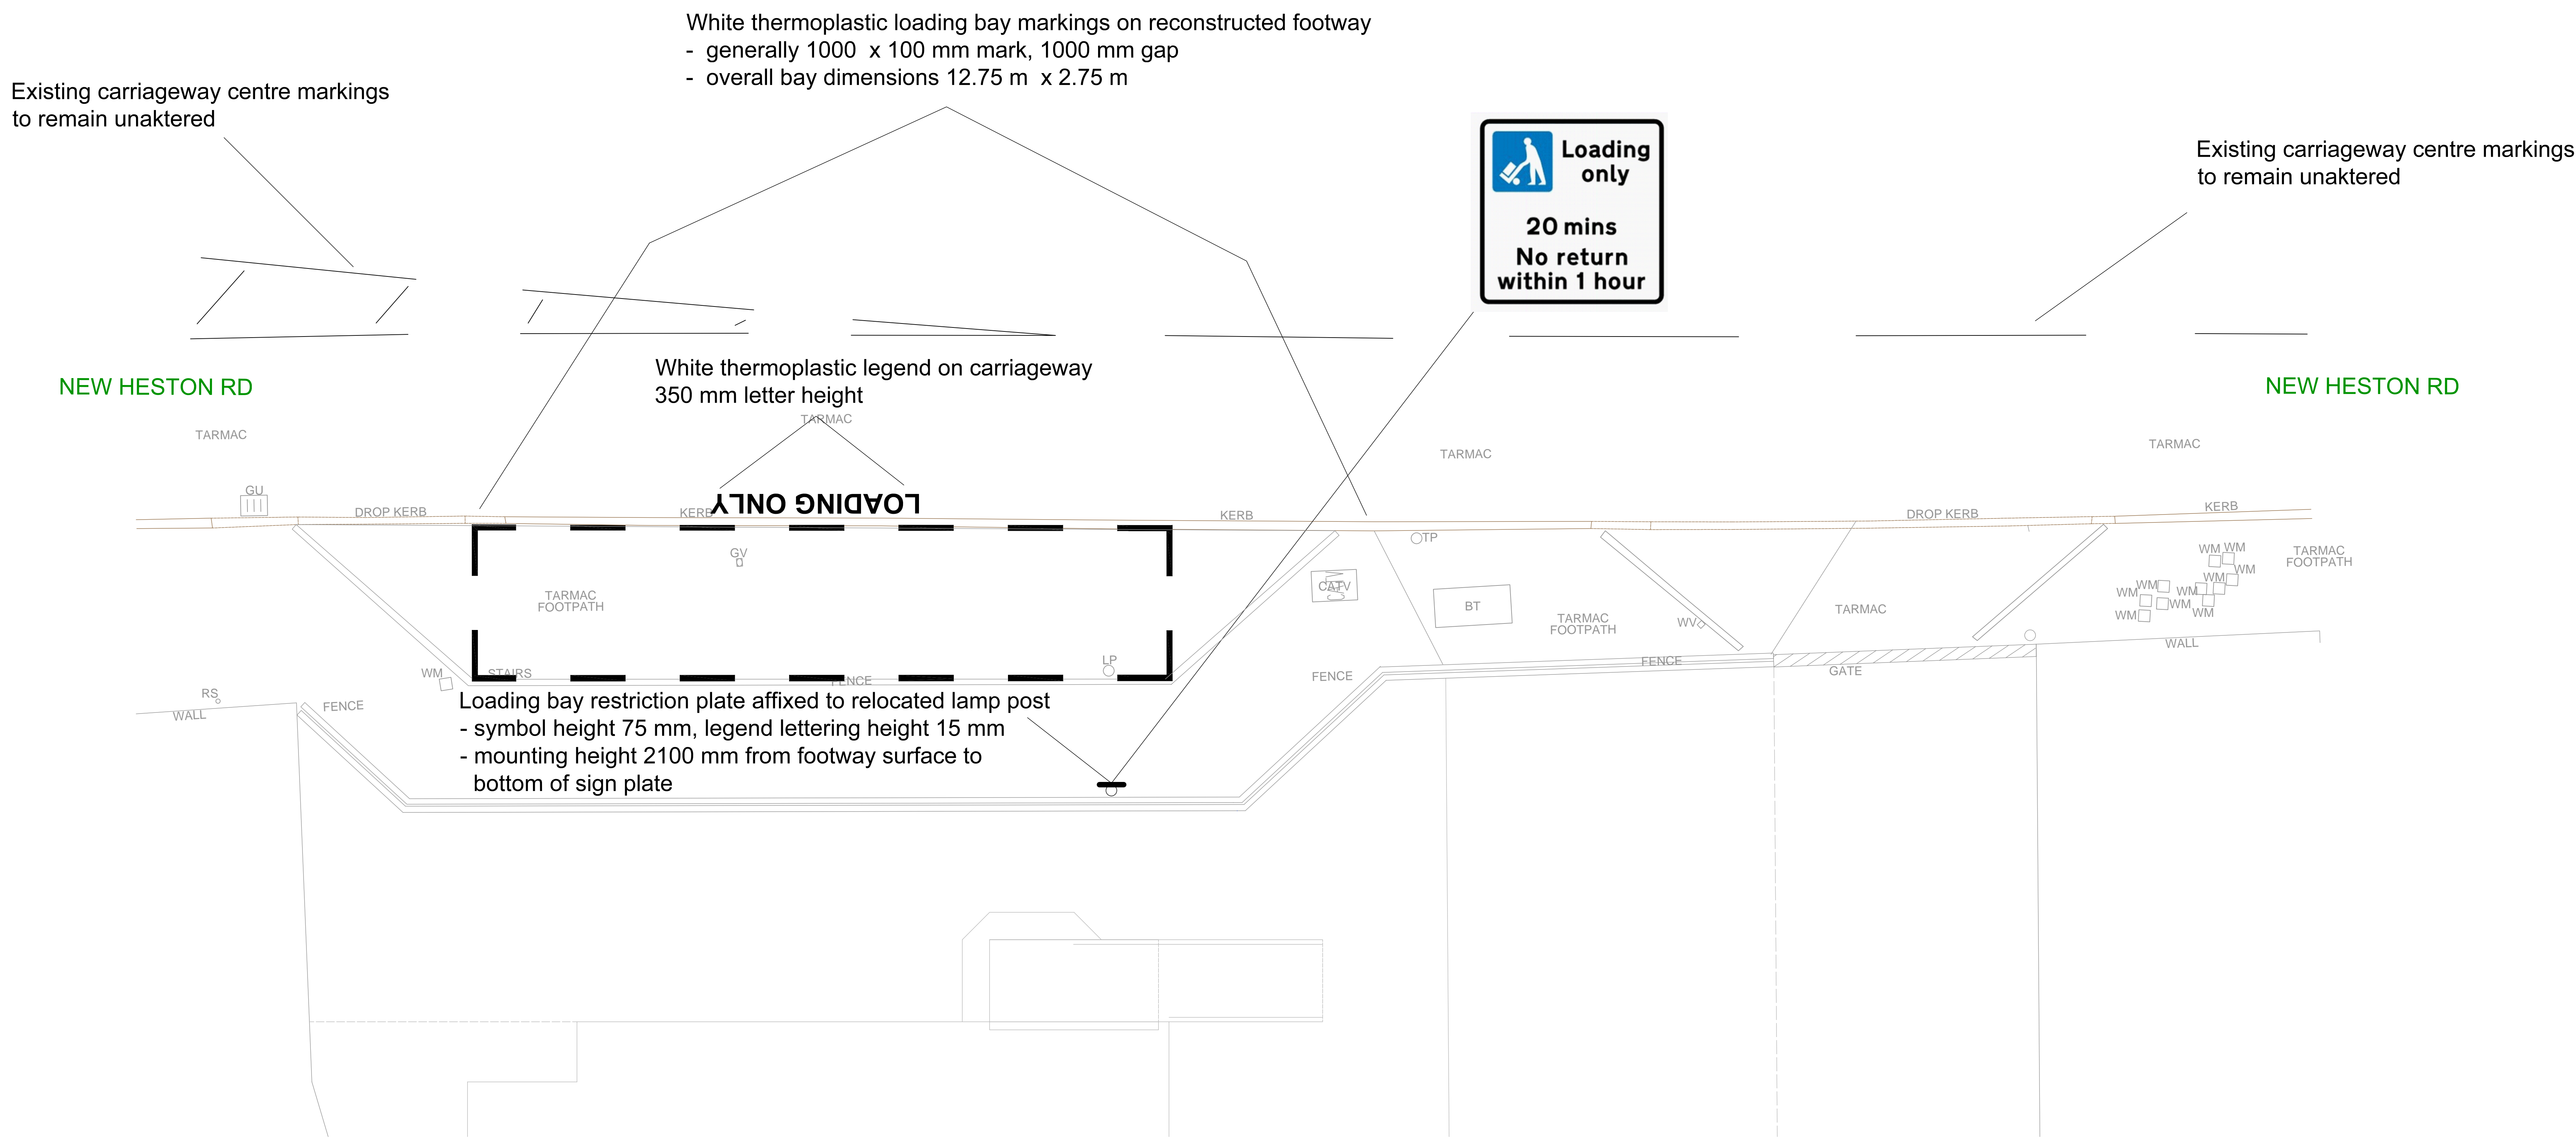 White thermoplastic loading bay markings on reconstructed footway
- generally 1000 x 100 mm mark, 1000 mm gap
- overall bay dimensions 12.75 m x 2.75 m
Existing carriageway centre markings
to remain unaktered
Loading
only
20 mins
No return
within 1 hour
Existing carriageway centre markings
to remain unaktered
White thermoplastic legend on carriageway
350 mm letter height
NEW HESTON RD
NEW HESTON RD
TARMAC
TARMAC
TARMAC
TARMAC
GU
DROP KERB
KERB
LOADING ONLY
KERB
DROP KERB
KERB
TP
GV
TARMAC
FOOTPATH
CATV
BT
TARMAC
FOOTPATH
WV
TARMAC
WM
WM
WM
WM
WM
WM
WM
WM
WM
WM
TARMAC
FOOTPATH
WALL
WM
STAIRS
LP
FENCE
FENCE
FENCE
GATE
RS
WALL
FENCE
Loading bay restriction plate affixed to relocated lamp post
- symbol height 75 mm, legend lettering height 15 mm
- mounting height 2100 mm from footway surface to
bottom of sign plate